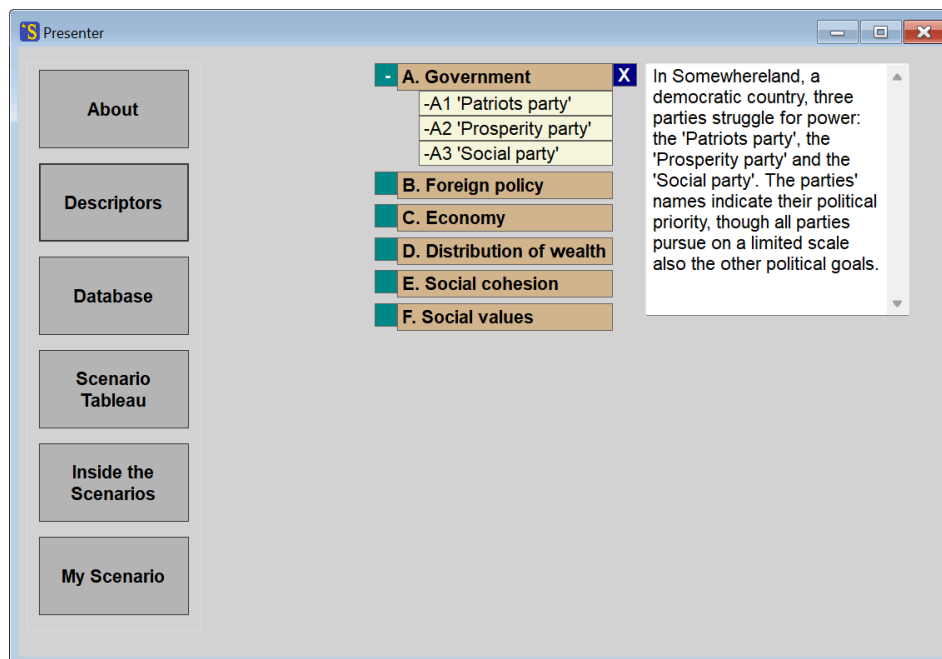 Presenter
About
Descriptors
Database
Scenario
Tableau
Inside the
Scenarios
My Scenario
- A. Government X
-A1 'Patriots party'
-A2 'Prosperity party'
-A3 'Social party'
B. Foreign policy
C. Economy
D. Distribution of wealth
E. Social cohesion
F. Social values
In Somewhereland, a
democratic country, three
parties struggle for power:
the 'Patriots party', the
'Prosperity party' and the
'Social party'. The parties'
names indicate their political
priority, though all parties
pursue on a limited scale
also the other political goals.